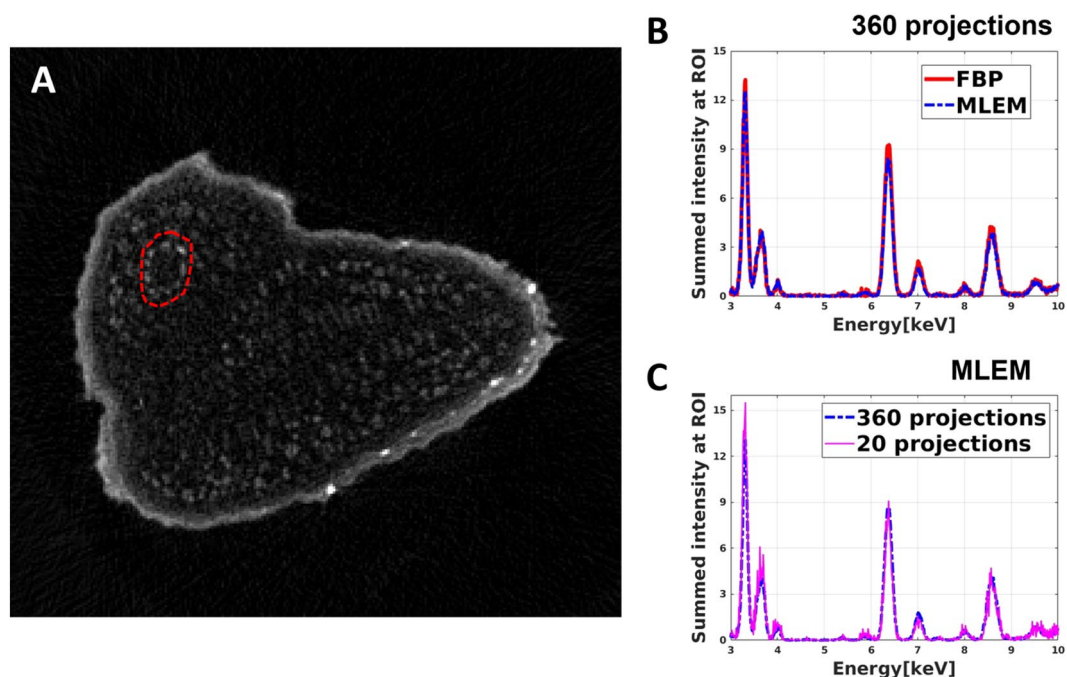 A
B
360 projections
FBP
MLEM
Summed intensity at ROI
15
12
9
6
3
0
3 4 5 6 7 8 9 10
Energy[keV]
C
MLEM
360 projections
20 projections
Summed intensity at ROI
15
12
9
6
3
0
3 4 5 6 7 8 9 10
Energy[keV]